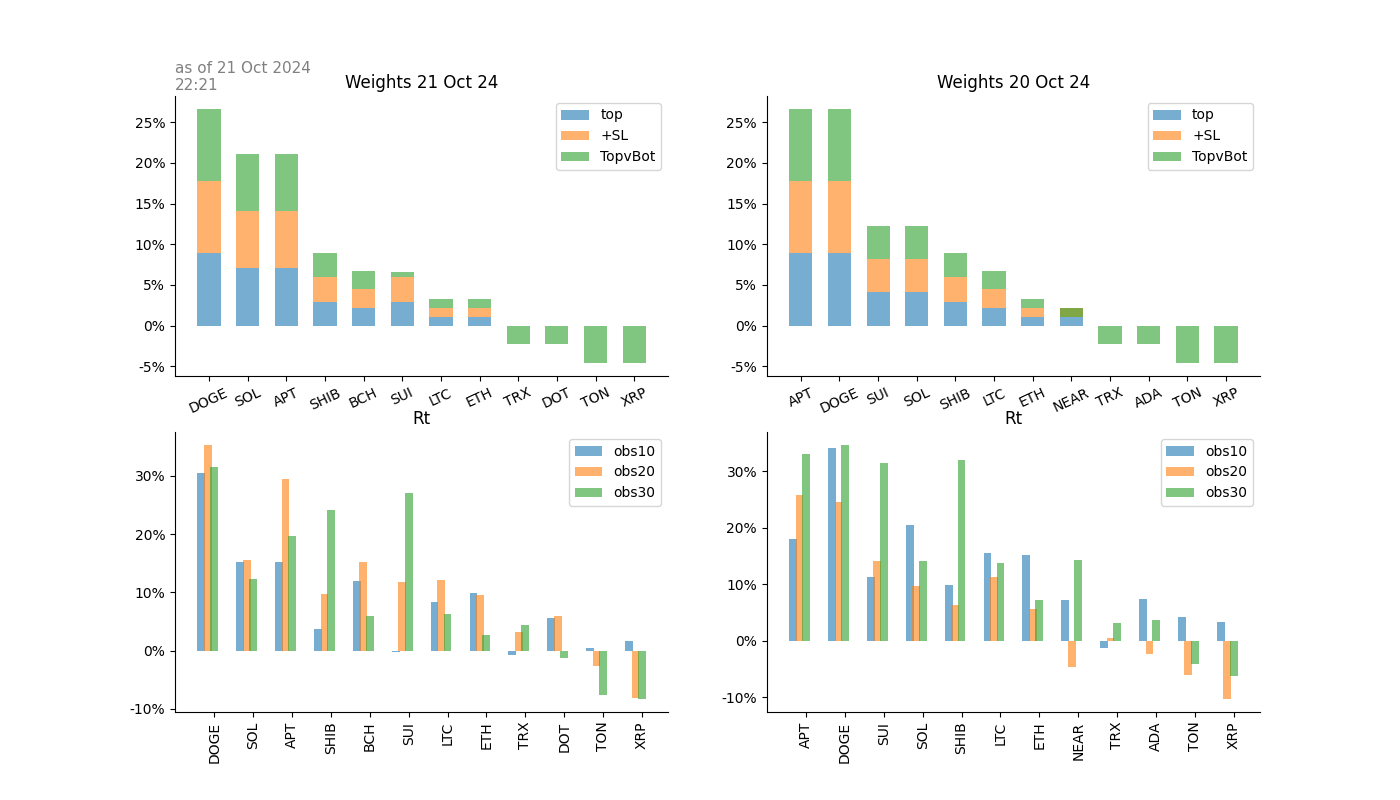 as of 21 Oct 2024
22:21
Weights 21 Oct 24
25%
20%
15%
10%
5%
0%
-5%
top
+SL
TopvBot
DOGE SOL APT SHIB BCH SUI LTC ETH TRX DOT TON XRP
Weights 20 Oct 24
25%
20%
15%
10%
5%
0%
-5%
top
+SL
TopvBot
APT DOGE SUI SOL SHIB LTC ETH NEAR TRX ADA TON XRP
Rt
30%
20%
10%
0%
-10%
obs10
obs20
obs30
DOGE SOL APT SHIB BCH SUI LTC ETH TRX DOT TON XRP
Rt
30%
20%
10%
0%
-10%
obs10
obs20
obs30
APT DOGE SUI SOL SHIB LTC ETH NEAR TRX ADA TON XRP